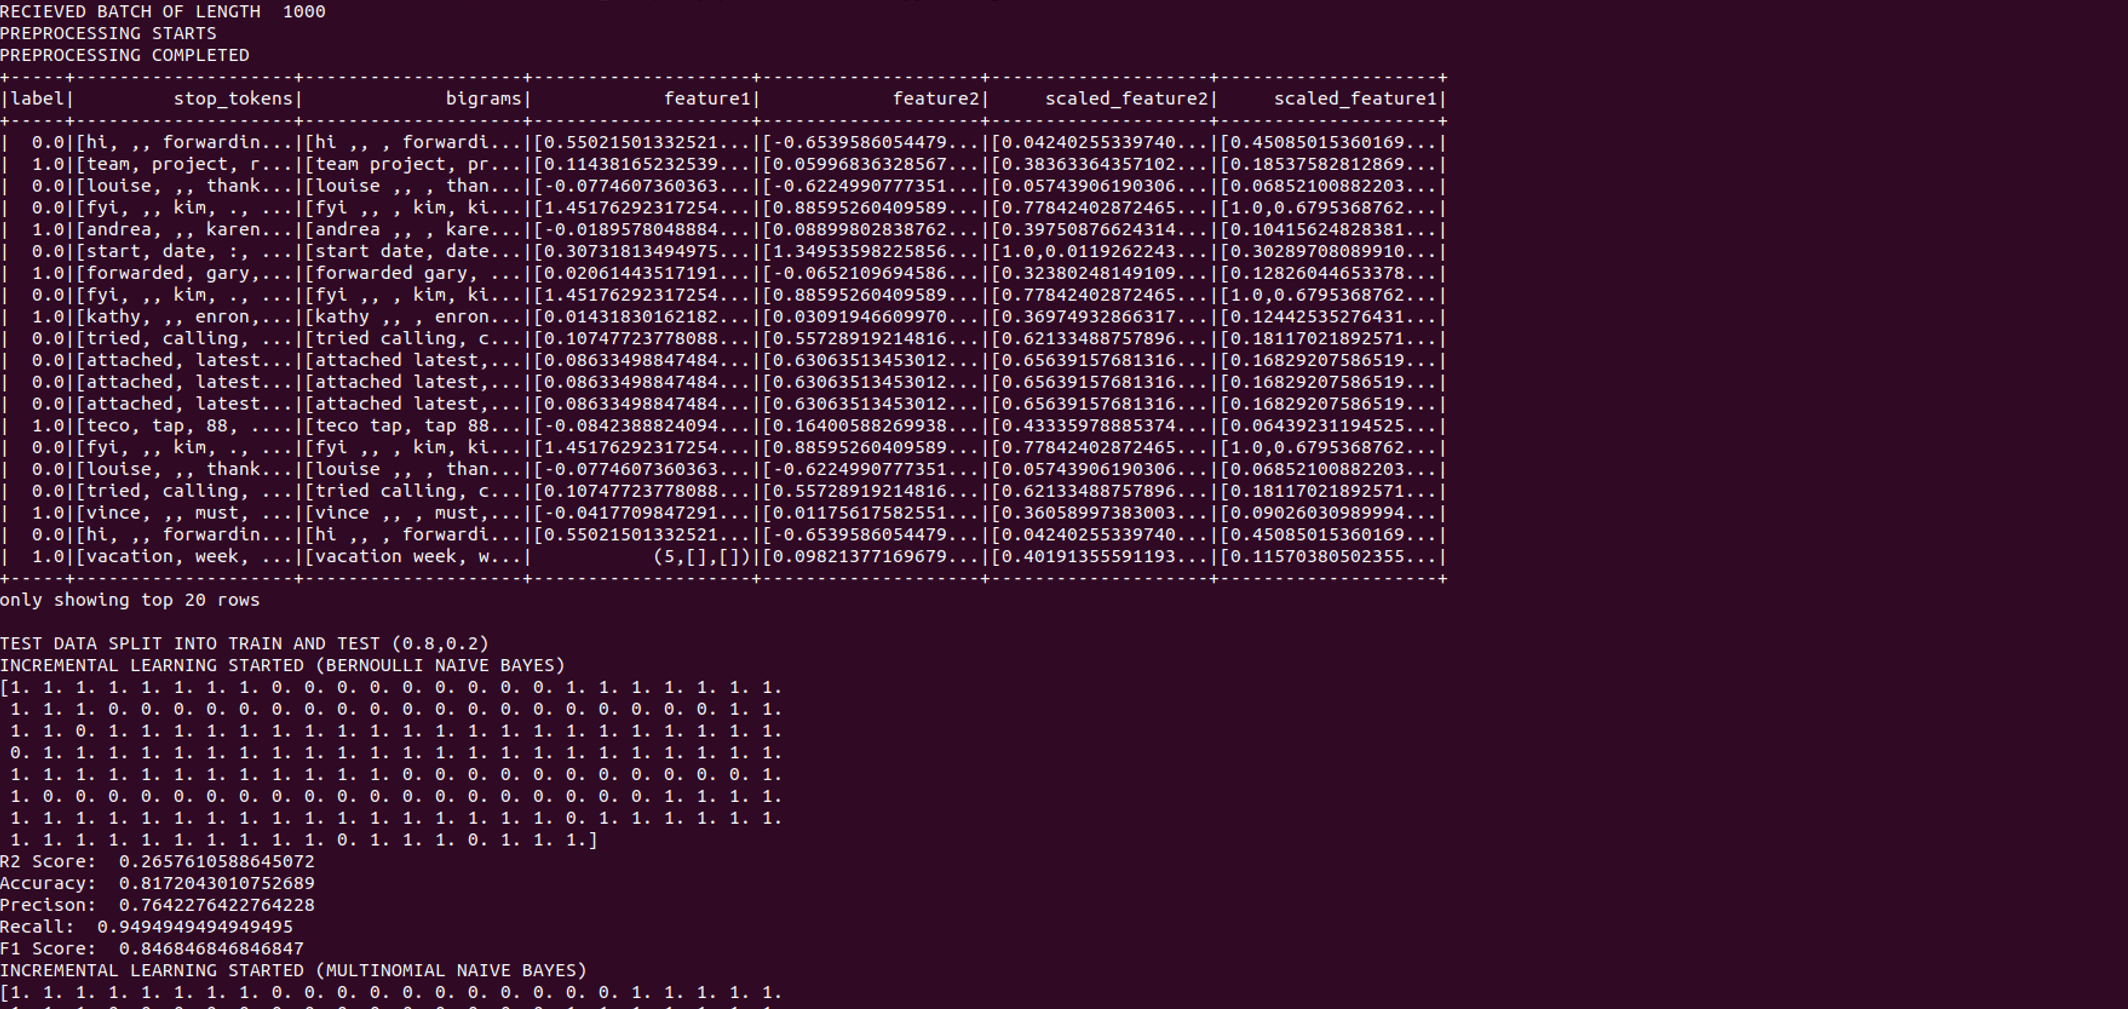 RECIEVED BATCH OF LENGTH  1000
PREPROCESSING STARTS
PREPROCESSING COMPLETED
+-----+--------------------+--------------------+--------------------+--------------------+--------------------+--------------------+
|label|         stop_tokens|             bigrams|            feature1|            feature2|     scaled_feature2|     scaled_feature1|
+-----+--------------------+--------------------+--------------------+--------------------+--------------------+--------------------+
|  0.0|[hi, ,, forwardin...|[hi ,, , forwardi...|[0.55021501332521...|[-0.6539586054479...|[0.04240255339740...|[0.45085015360169...|
|  1.0|[team, project, r...|[team project, pr...|[0.11438165232539...|[0.05996836328567...|[0.38363364357102...|[0.18537582812869...|
|  0.0|[louise, ,, thank...|[louise ,, , than...|[-0.0774607360363...|[-0.6224990777351...|[0.05743906190306...|[0.06852100882203...|
|  0.0|[fyi, ,, kim, ., ...|[fyi ,, , kim, ki...|[1.45176292317254...|[0.88595260409589...|[0.77842402872465...|[1.0,0.6795368762...|
|  1.0|[andrea, ,, karen...|[andrea ,, , kare...|[-0.0189578048884...|[0.08899802838762...|[0.39750876624314...|[0.10415624828381...|
|  0.0|[start, date, :, ...|[start date, date...|[0.30731813494975...|[1.34953598225856...|[1.0,0.0119262243...|[0.30289708089910...|
|  1.0|[forwarded, gary,...|[forwarded gary, ...|[0.02061443517191...|[-0.0652109694586...|[0.32380248149109...|[0.12826044653378...|
|  0.0|[fyi, ,, kim, ., ...|[fyi ,, , kim, ki...|[1.45176292317254...|[0.88595260409589...|[0.77842402872465...|[1.0,0.6795368762...|
|  1.0|[kathy, ,, enron,...|[kathy ,, , enron...|[0.01431830162182...|[0.03091946609970...|[0.36974932866317...|[0.12442535276431...|
|  0.0|[tried, calling, ...|[tried calling, c...|[0.10747723778088...|[0.55728919214816...|[0.62133488757896...|[0.18117021892571...|
|  0.0|[attached, latest...|[attached latest,...|[0.08633498847484...|[0.63063513453012...|[0.65639157681316...|[0.16829207586519...|
|  0.0|[attached, latest...|[attached latest,...|[0.08633498847484...|[0.63063513453012...|[0.65639157681316...|[0.16829207586519...|
|  0.0|[attached, latest...|[attached latest,...|[0.08633498847484...|[0.63063513453012...|[0.65639157681316...|[0.16829207586519...|
|  1.0|[teco, tap, 88, ....|[teco tap, tap 88...|[-0.0842388824094...|[0.16400588269938...|[0.43335978885374...|[0.06439231194525...|
|  0.0|[fyi, ,, kim, ., ...|[fyi ,, , kim, ki...|[1.45176292317254...|[0.88595260409589...|[0.77842402872465...|[1.0,0.6795368762...|
|  0.0|[louise, ,, thank...|[louise ,, , than...|[-0.0774607360363...|[-0.6224990777351...|[0.05743906190306...|[0.06852100882203...|
|  0.0|[tried, calling, ...|[tried calling, c...|[0.10747723778088...|[0.55728919214816...|[0.62133488757896...|[0.18117021892571...|
|  1.0|[vince, ,, must, ...|[vince ,, , must,...|[-0.0417709847291...|[0.01175617582551...|[0.36058997383003...|[0.09026030989994...|
|  0.0|[hi, ,, forwardin...|[hi ,, , forwardi...|[0.55021501332521...|[-0.6539586054479...|[0.04240255339740...|[0.45085015360169...|
|  1.0|[vacation, week, ...|[vacation week, w...|           (5,[],[])|[0.09821377169679...|[0.40191355591193...|[0.11570380502355...|
+-----+--------------------+--------------------+--------------------+--------------------+--------------------+--------------------+
only showing top 20 rows
TEST DATA SPLIT INTO TRAIN AND TEST (0.8,0.2)
INCREMENTAL LEARNING STARTED (BERNOULLI NAIVE BAYES)
[1. 1. 1. 1. 1. 1. 1. 1. 0. 0. 0. 0. 0. 0. 0. 0. 0. 1. 1. 1. 1. 1. 1. 1.
 1. 1. 1. 0. 0. 0. 0. 0. 0. 0. 0. 0. 0. 0. 0. 0. 0. 0. 0. 0. 0. 0. 1. 1.
 1. 1. 0. 1. 1. 1. 1. 1. 1. 1. 1. 1. 1. 1. 1. 1. 1. 1. 1. 1. 1. 1. 1. 1.
 0. 1. 1. 1. 1. 1. 1. 1. 1. 1. 1. 1. 1. 1. 1. 1. 1. 1. 1. 1. 1. 1. 1. 1.
 1. 1. 1. 1. 1. 1. 1. 1. 1. 1. 1. 1. 0. 0. 0. 0. 0. 0. 0. 0. 0. 0. 0. 1.
 1. 0. 0. 0. 0. 0. 0. 0. 0. 0. 0. 0. 0. 0. 0. 0. 0. 0. 0. 0. 1. 1. 1. 1.
 1. 1. 1. 1. 1. 1. 1. 1. 1. 1. 1. 1. 1. 1. 1. 1. 1. 0. 1. 1. 1. 1. 1. 1.
 1. 1. 1. 1. 1. 1. 1. 1. 1. 1. 0. 1. 1. 1. 0. 1. 1. 1.]
R2 Score:  0.2657610588645072
Accuracy:  0.8172043010752689
Precison:  0.7642276422764228
Recall:  0.9494949494949495
F1 Score:  0.846846846846847
INCREMENTAL LEARNING STARTED (MULTINOMIAL NAIVE BAYES)
[1. 1. 1. 1. 1. 1. 1. 1. 0. 0. 0. 0. 0. 0. 0. 0. 0. 0. 0. 1. 1. 1. 1. 1.